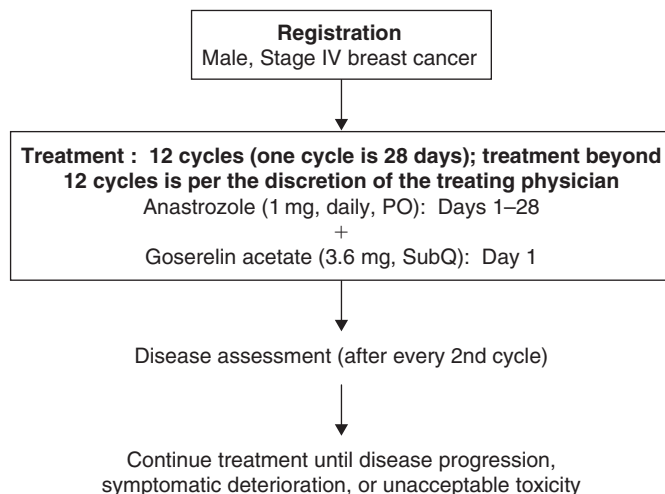 Registration
Male, Stage IV breast cancer
Treatment : 12 cycles (one cycle is 28 days); treatment beyond
12 cycles is per the discretion of the treating physician
Anastrozole (1 mg, daily, PO): Days 1–28
+
Goserelin acetate (3.6 mg, SubQ): Day 1
Disease assessment (after every 2nd cycle)
Continue treatment until disease progression,
symptomatic deterioration, or unacceptable toxicity